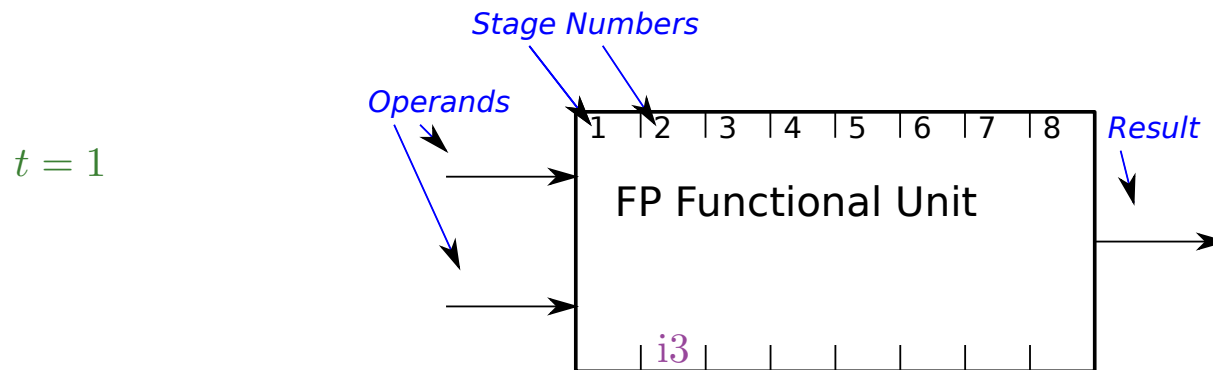 Stage Numbers
Operands
1 2 3 4 5 6 7 8
Result
t = 1
FP Functional Unit
i3